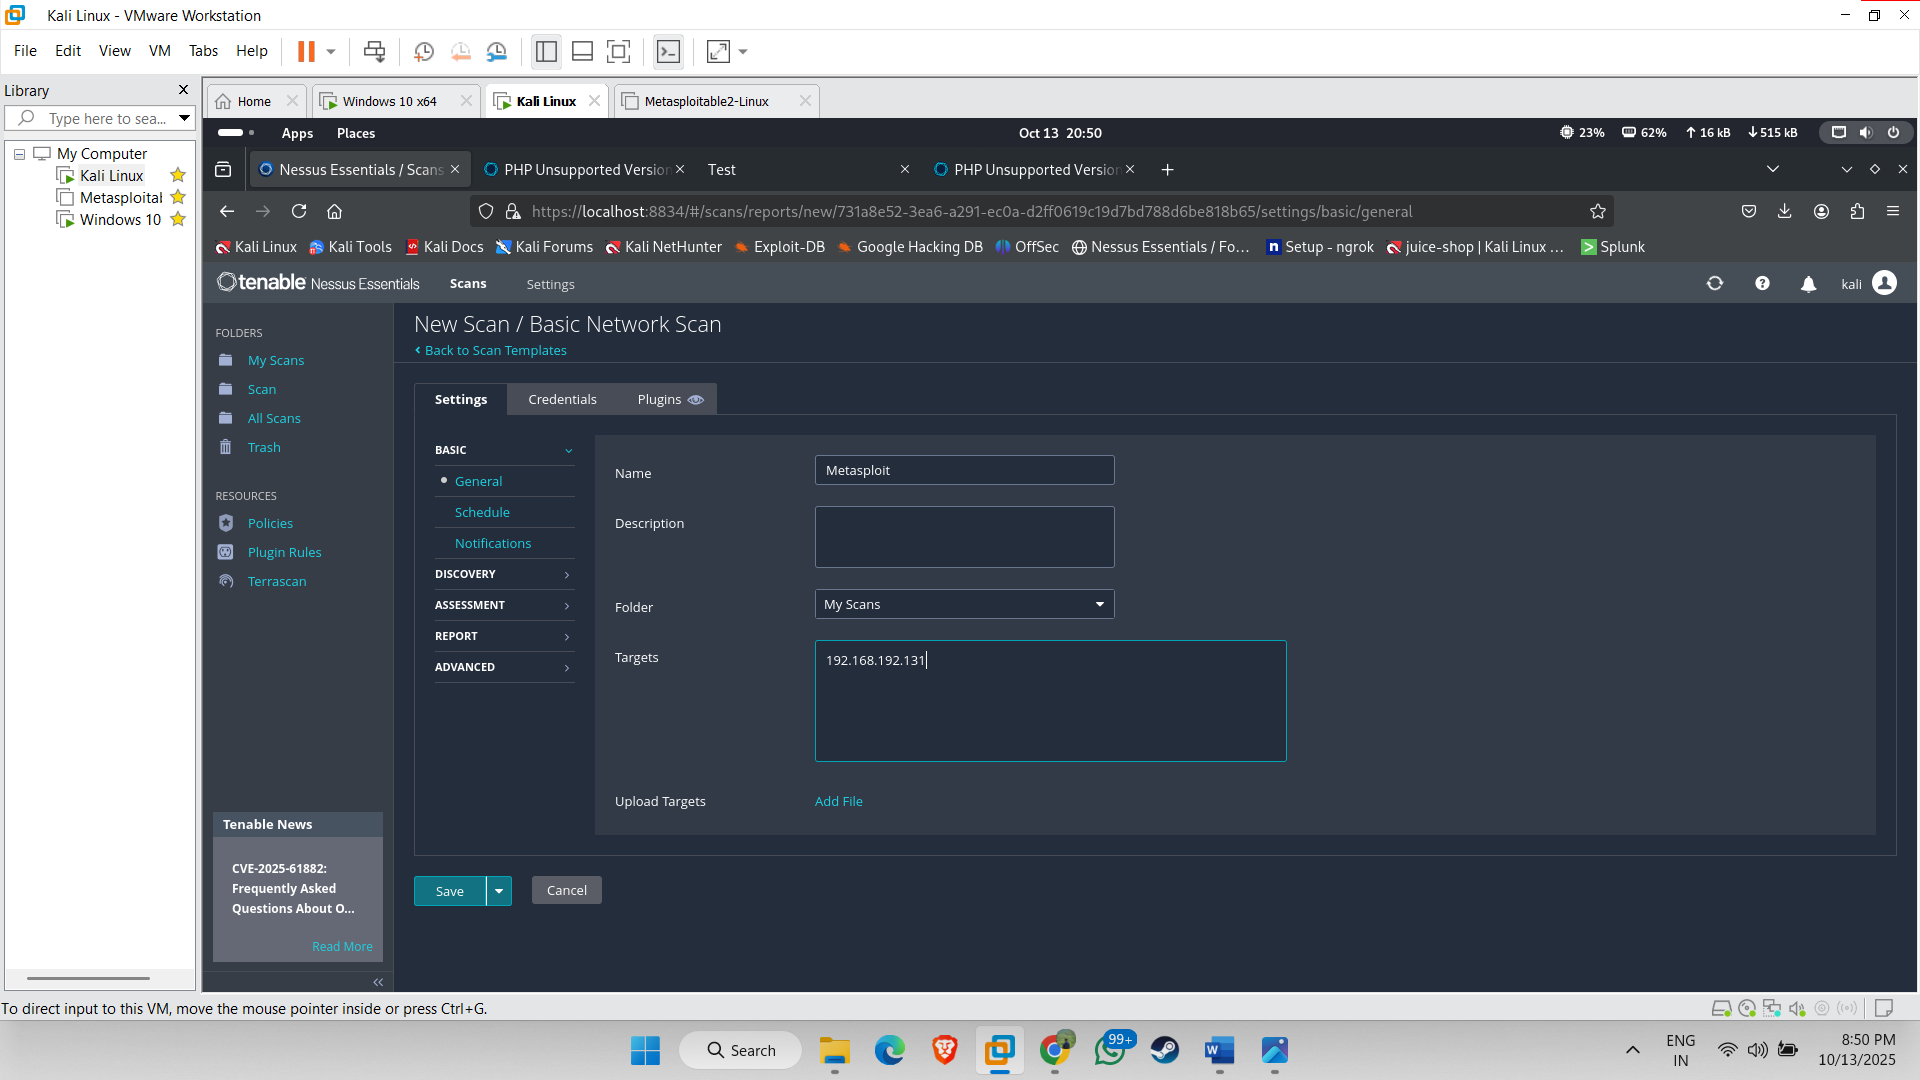 Kali Linux - VMware Workstation
File Edit View VM Tabs Help
Library
Type here to sea...
My Computer
Kali Linux
Metasploital
Windows 10
Home
Windows 10 x64
Kali Linux
Metasploitable2-Linux
Apps Places
Oct 13 20:50
23% 62% 16 kB 515 kB
Nessus Essentials / Scans
PHP Unsupported Version
Test
PHP Unsupported Version
https://localhost:8834/#/scans/reports/new/731a8e52-3ea6-a291-ec0a-d2ff0619c19d7bd788d6be818b65/settings/basic/general
Kali Linux Kali Tools Kali Docs Kali Forums Kali NetHunter Exploit-DB Google Hacking DB OffSec Nessus Essentials / Fo... Setup - ngrok juice-shop | Kali Linux ... Splunk
tenable Nessus Essentials
Scans Settings
kali
FOLDERS
My Scans
Scan
All Scans
Trash
RESOURCES
Policies
Plugin Rules
Terrascan
Tenable News
CVE-2025-61882:
Frequently Asked
Questions About O...
Read More
New Scan / Basic Network Scan
Back to Scan Templates
Settings Credentials Plugins
BASIC
General
Schedule
Notifications
DISCOVERY
ASSESSMENT
REPORT
ADVANCED
Name Metasploit
Description
Folder My Scans
Targets 192.168.192.131
Upload Targets Add File
Save Cancel
To direct input to this VM, move the mouse pointer inside or press Ctrl+G.
Search
99+
ENG
IN
8:50 PM
10/13/2025